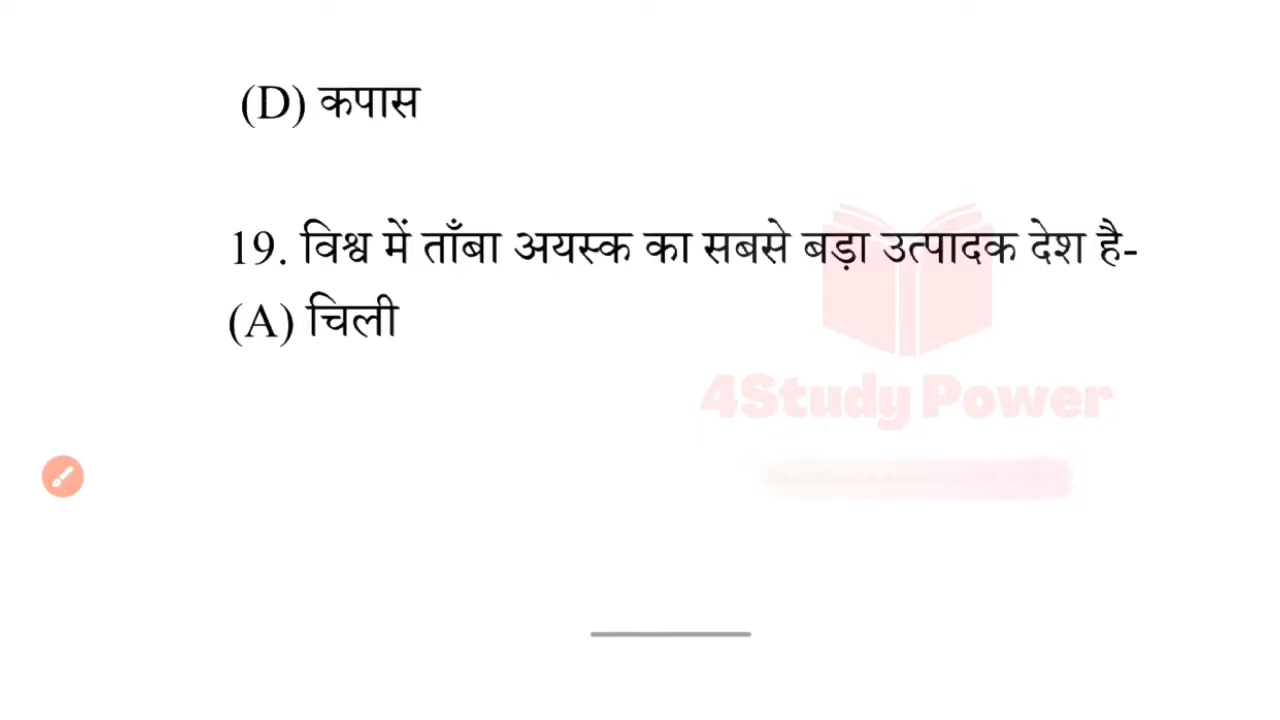 (D) कपास
19. विश्व में ताँबा अयस्क का सबसे बड़ा उत्पादक देश है-
(A) चिली
4Study Power